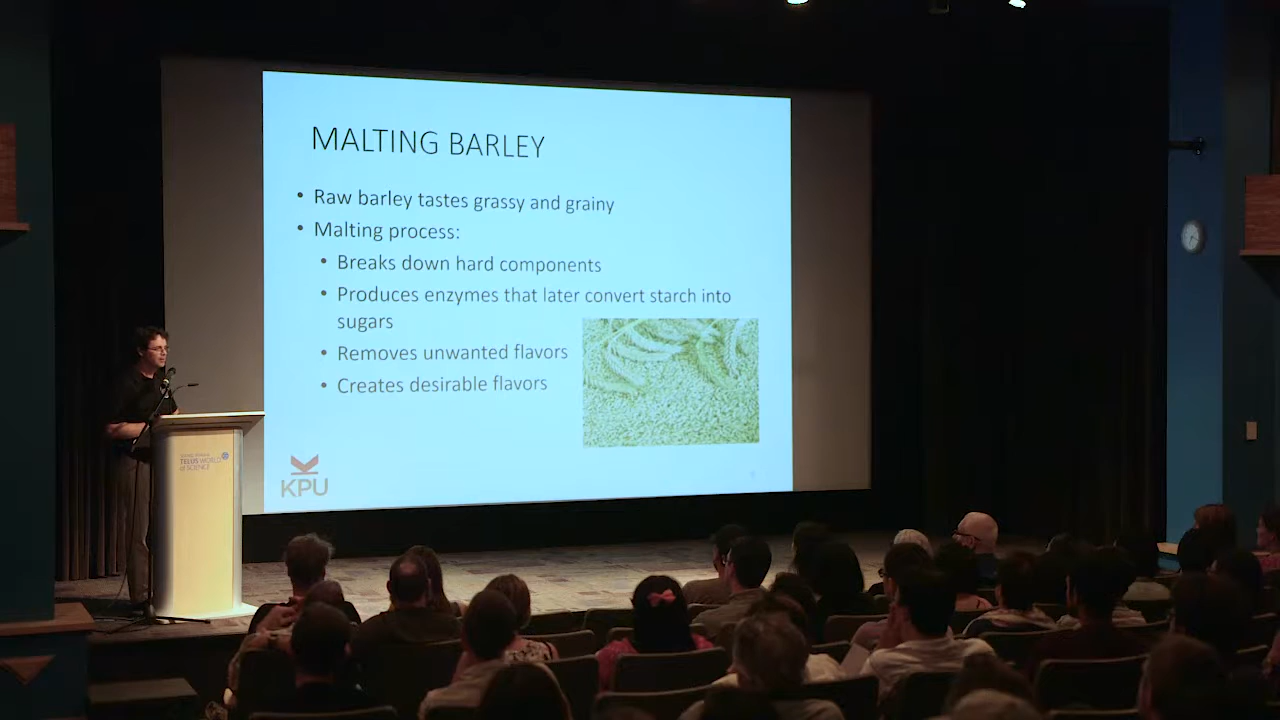 MALTING BARLEY
• Raw barley tastes grassy and grainy
• Malting process:
• Breaks down hard components
• Produces enzymes that later convert starch into
sugars
• Removes unwanted flavors
• Creates desirable flavors
KPU
TELUS WORLD
of SCIENCE